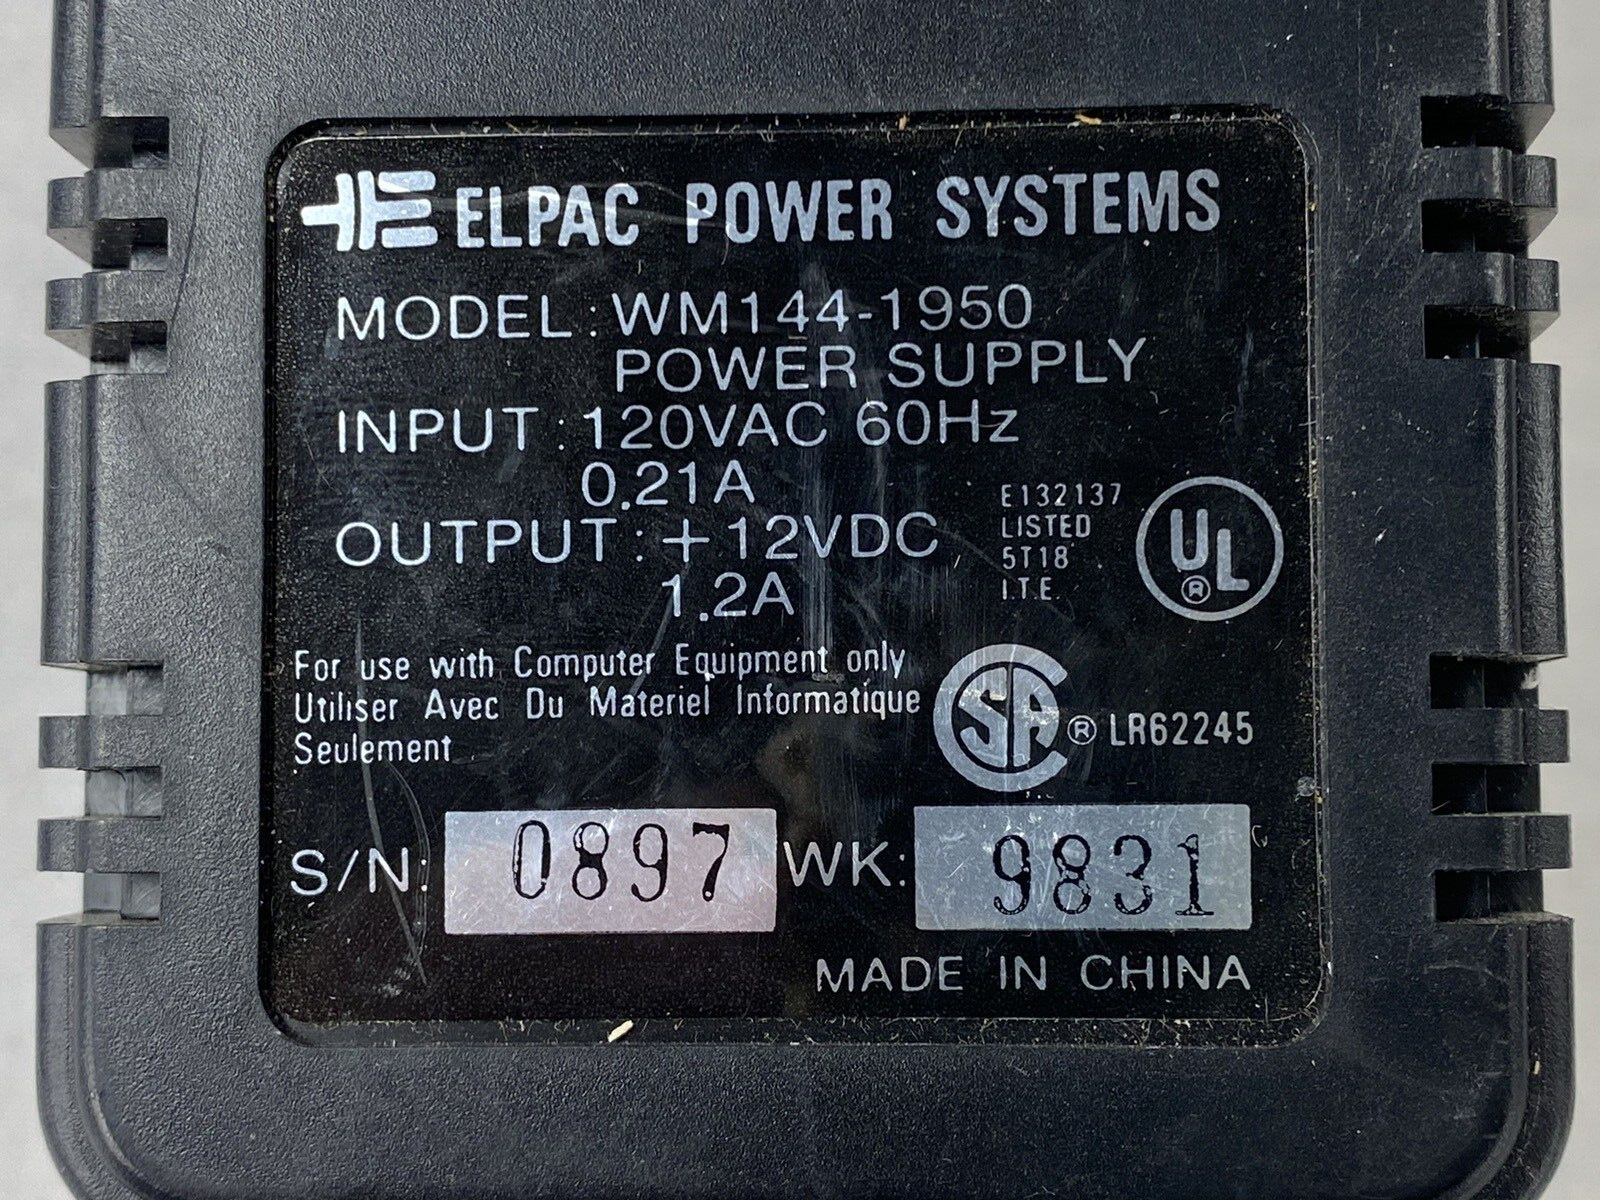 ELPAC POWER SYSTEMS
MODEL : WM144-1950
POWER SUPPLY
INPUT : 120VAC 60Hz
0.21A
OUTPUT : +12VDC
1.2A
E132137
LISTED
5T18
I.T.E.
UL
®
For use with Computer Equipment only
Utiliser Avec Du Materiel Informatique
Seulement
CSA ® LR62245
S/N: 0897 WK: 9831
MADE IN CHINA